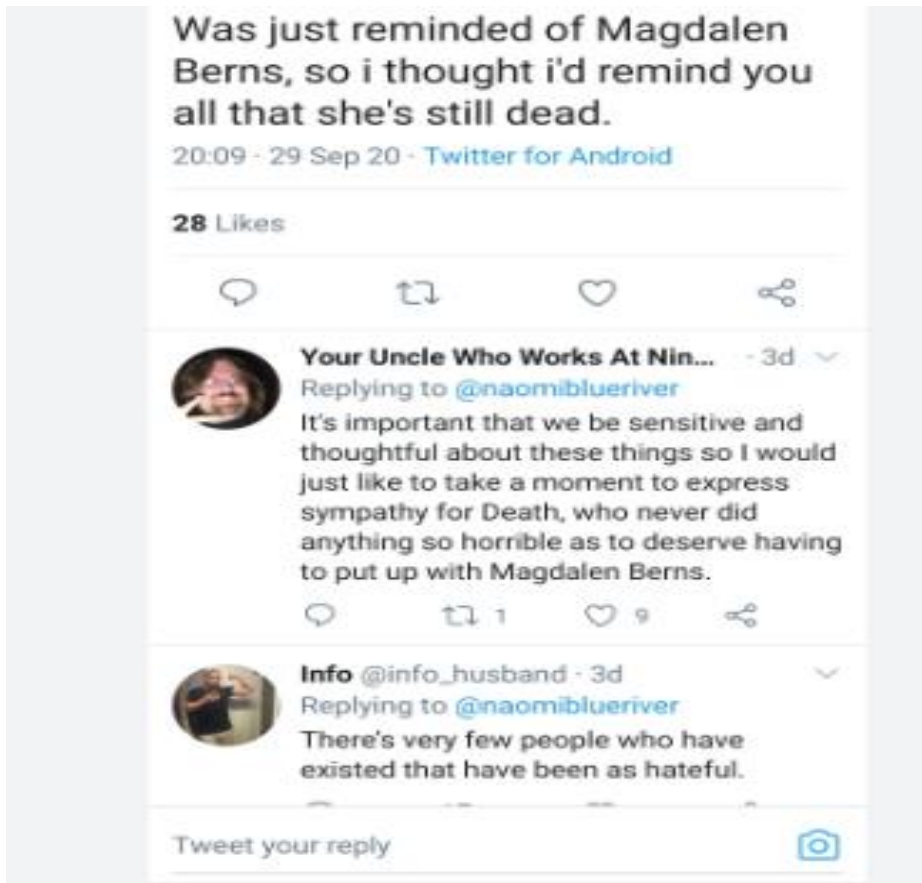 Was just reminded of Magdalen
Berns, so i thought i'd remind you
all that she's still dead.
20:09 · 29 Sep 20 · Twitter for Android
28 Likes
Your Uncle Who Works At Nin... · 3d
Replying to @naomiblueriver
It's important that we be sensitive and
thoughtful about these things so I would
just like to take a moment to express
sympathy for Death, who never did
anything so horrible as to deserve having
to put up with Magdalen Berns.
1 9
Info @info_husband · 3d
Replying to @naomiblueriver
There's very few people who have
existed that have been as hateful.
Tweet your reply